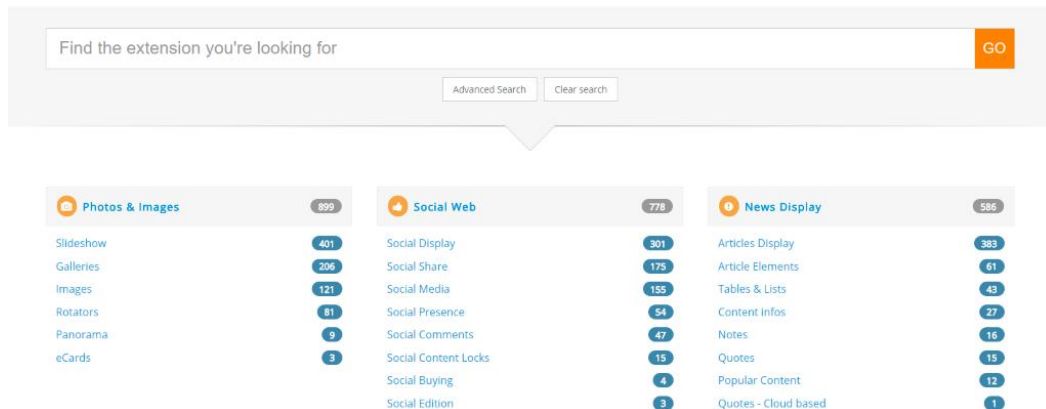 Find the extension you're looking for
GO
Advanced Search
Clear search
Photos & Images 899
Slideshow 401
Galleries 206
Images 121
Rotators 81
Panorama 9
eCards 3
Social Web 778
Social Display 301
Social Share 175
Social Media 155
Social Presence 54
Social Comments 47
Social Content Locks 15
Social Buying 4
Social Edition 3
News Display 586
Articles Display 383
Article Elements 61
Tables & Lists 43
Content infos 27
Notes 16
Quotes 15
Popular Content 12
Quotes - Cloud based 1